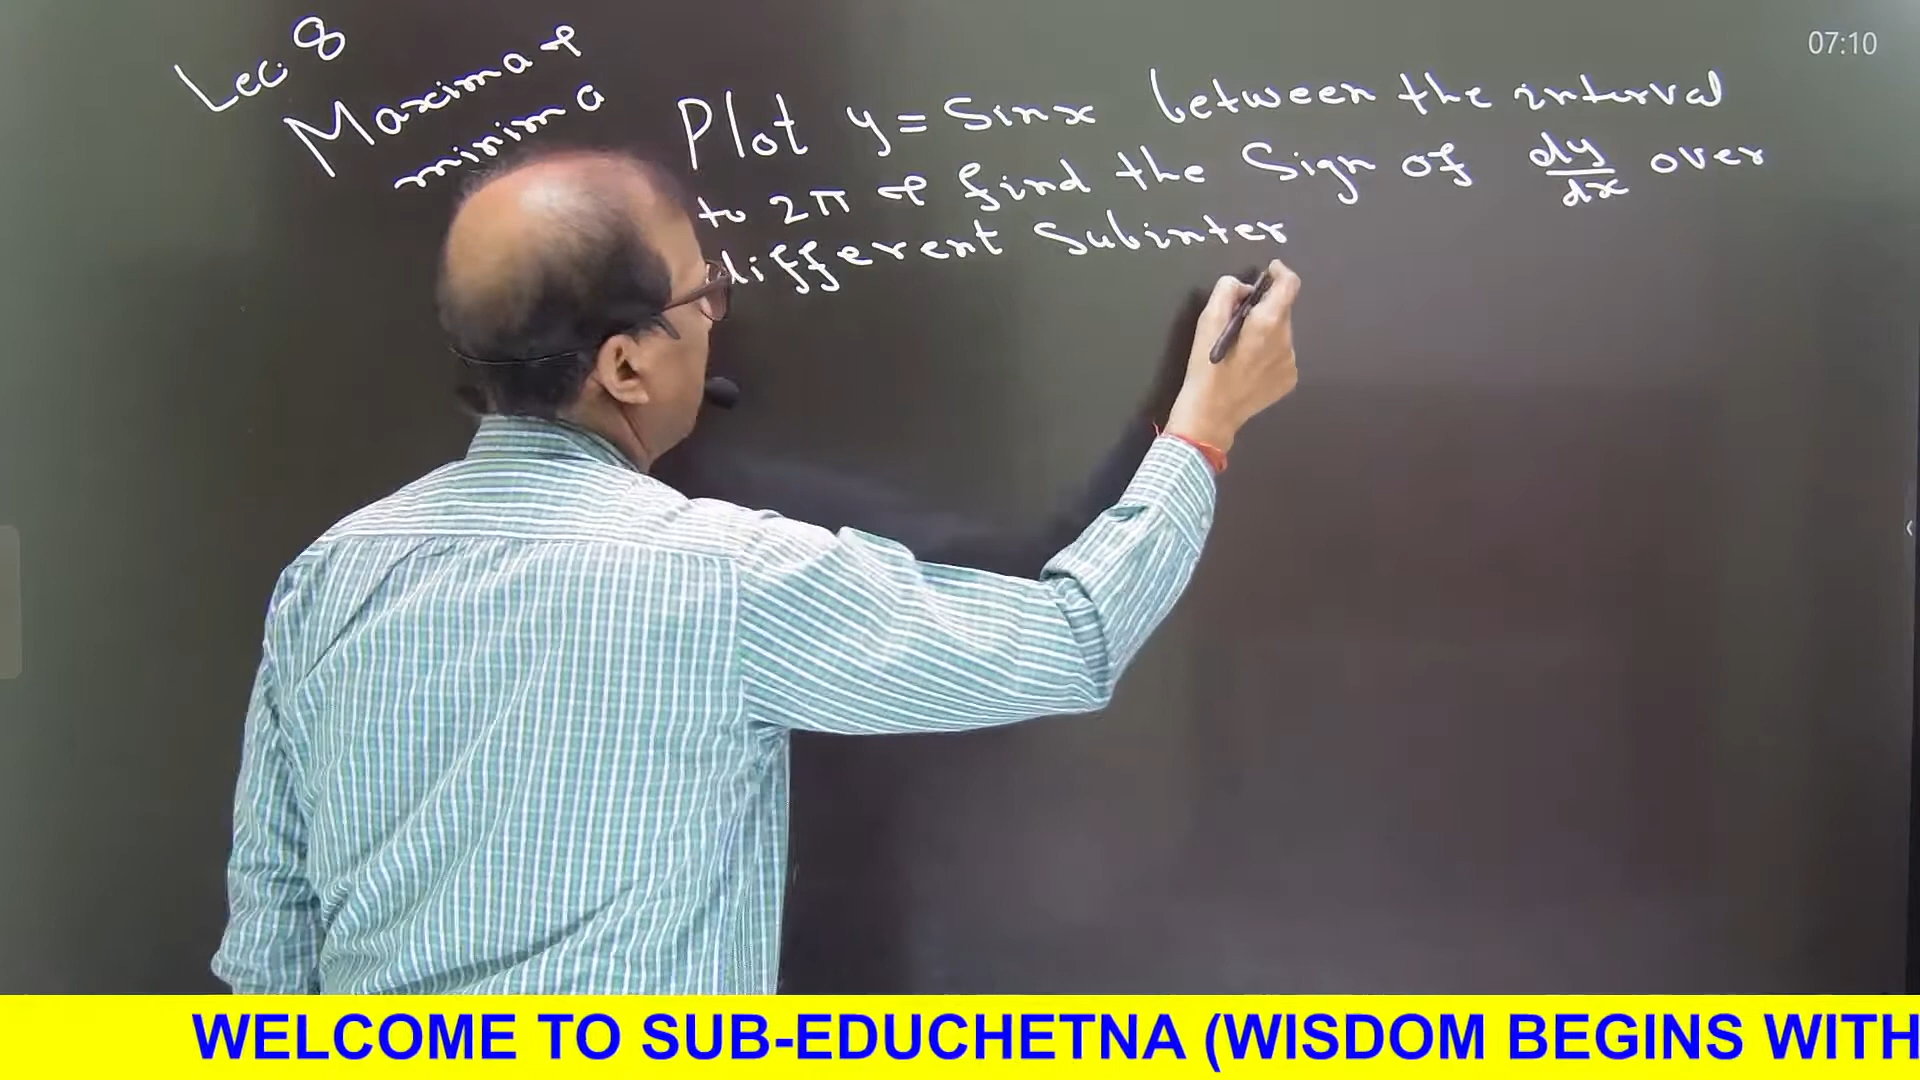 Lec. 8
Maxima &
minima
Plot y = Sinx between the interval
to 2π & find the Sign of dy/dx over
different Subinter
07:10
WELCOME TO SUB-EDUCHETNA (WISDOM BEGINS WITH